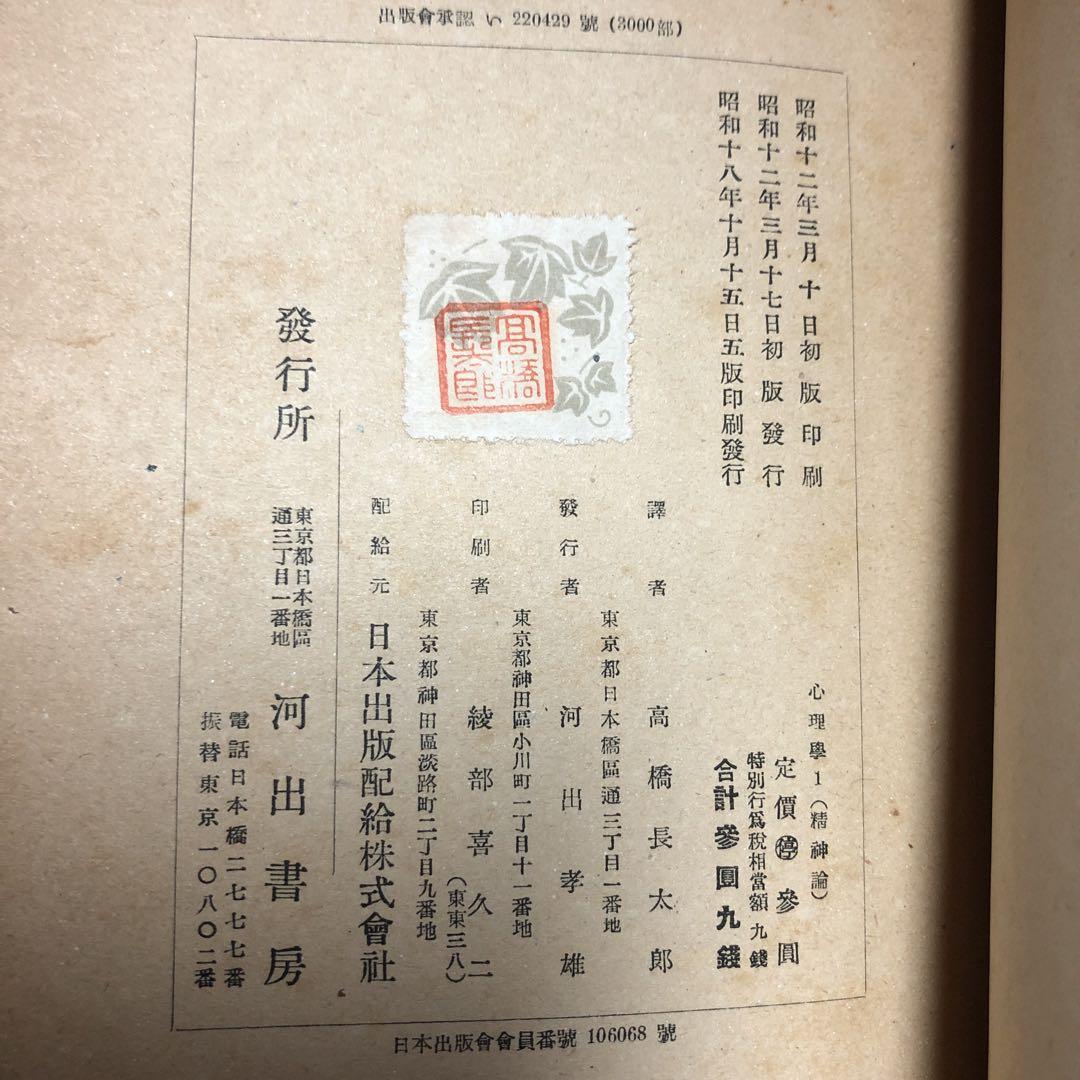 出版會承認 い 220429 號 (3000部)
昭和十二年三月十日初版印刷
昭和十二年三月十七日初版發行
昭和十八年十月十五日五版印刷發行
心理學1(精神論)
定價㊡參圓
特別行爲稅相當額九錢
合計參圓九錢
譯者 高橋長太郎
東京都日本橋區通三丁目一番地
發行者 河出孝雄
東京都神田區小川町一丁目十一番地
印刷者 綾部喜久二
(東東三八)
東京都神田區淡路町二丁目九番地
配給元 日本出版配給株式會社
高橋
長太郎
發行所 東京都日本橋區
通三丁目一番地 河出書房
電話日本橋二七七七番
振替東京一〇八〇二番
日本出版會會員番號 106068 號